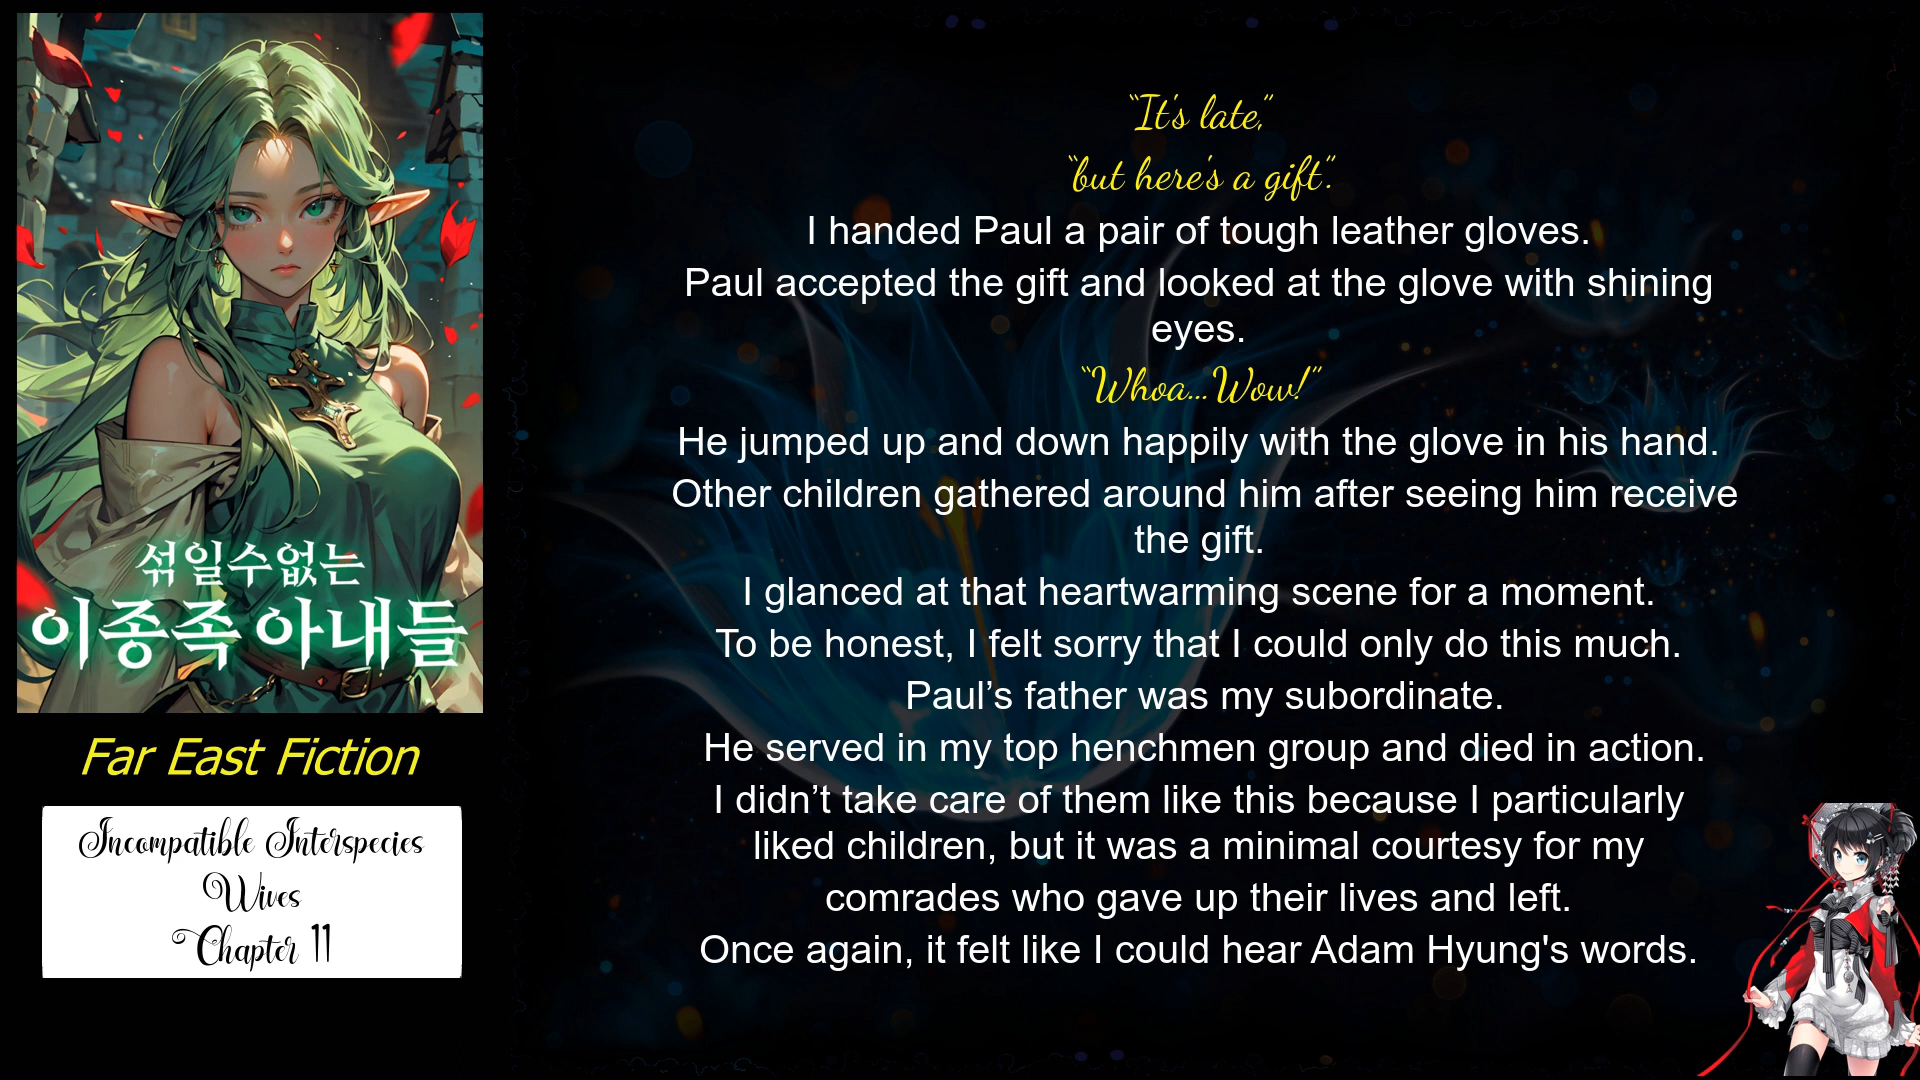 섞일수없는
이종족 아내들
Far East Fiction
Incompatible Interspecies
Wives
Chapter 11
“It's late,”
“but here's a gift”.
I handed Paul a pair of tough leather gloves.
Paul accepted the gift and looked at the glove with shining
eyes.
“Whoa…Wow!”
He jumped up and down happily with the glove in his hand.
Other children gathered around him after seeing him receive
the gift.
I glanced at that heartwarming scene for a moment.
To be honest, I felt sorry that I could only do this much.
Paul’s father was my subordinate.
He served in my top henchmen group and died in action.
I didn’t take care of them like this because I particularly
liked children, but it was a minimal courtesy for my
comrades who gave up their lives and left.
Once again, it felt like I could hear Adam Hyung's words.